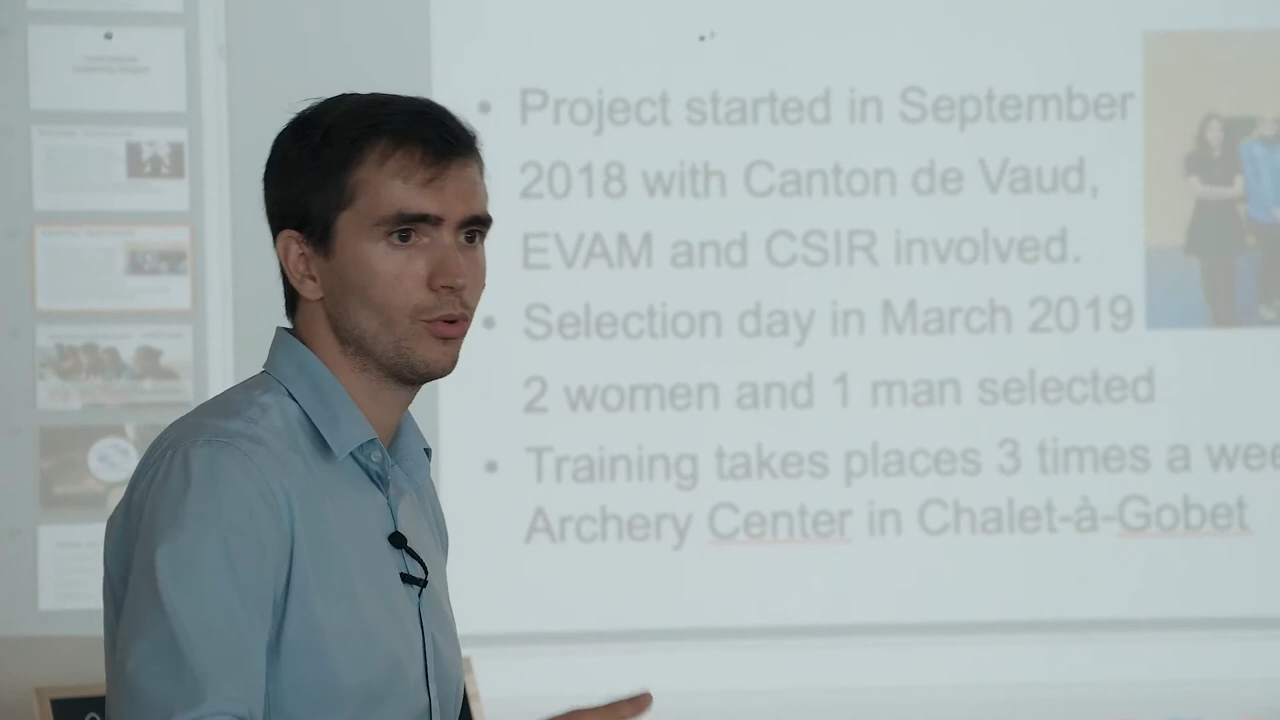 • Project started in September
2018 with Canton de Vaud,
EVAM and CSIR involved.
• Selection day in March 2019
2 women and 1 man selected
• Training takes places 3 times a
Archery Center in Chalet-à-Gobet